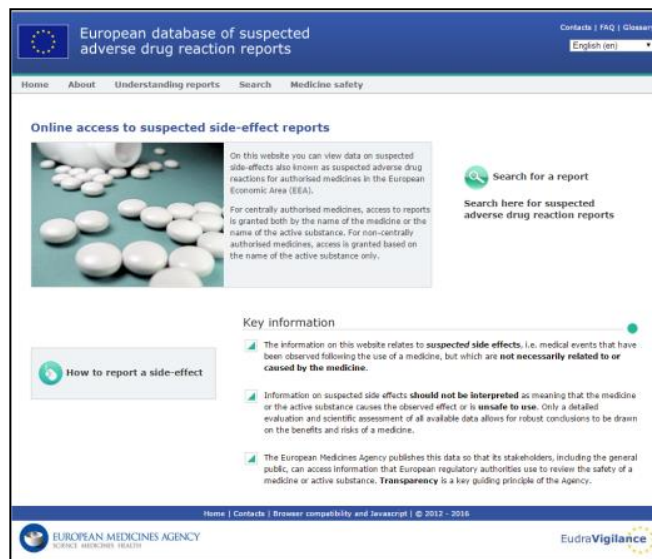 European database of suspected
adverse drug reaction reports
Contacts | FAQ | Glossary
English (en)
Home About Understanding reports Search Medicine safety
Online access to suspected side-effect reports
On this website you can view data on suspected
side-effects also known as suspected adverse drug
reactions for authorised medicines in the European
Economic Area (EEA).
For centrally authorised medicines, access to reports
is granted both by the name of the medicine or the
name of the active substance. For non-centrally
authorised medicines, access is granted based on
the name of the active substance only.
Search for a report
Search here for suspected
adverse drug reaction reports
How to report a side-effect
Key information
The information on this website relates to suspected side effects, i.e. medical events that have
been observed following the use of a medicine, but which are not necessarily related to or
caused by the medicine.
Information on suspected side effects should not be interpreted as meaning that the medicine
or the active substance causes the observed effect or is unsafe to use. Only a detailed
evaluation and scientific assessment of all available data allows for robust conclusions to be drawn
on the benefits and risks of a medicine.
The European Medicines Agency publishes this data so that its stakeholders, including the general
public, can access information that European regulatory authorities use to review the safety of a
medicine or active substance. Transparency is a key guiding principle of the Agency.
Home | Contacts | Browser compatibility and Javascript | © 2012 - 2016
EUROPEAN MEDICINES AGENCY
SCIENCE MEDICINES HEALTH
EudraVigilance